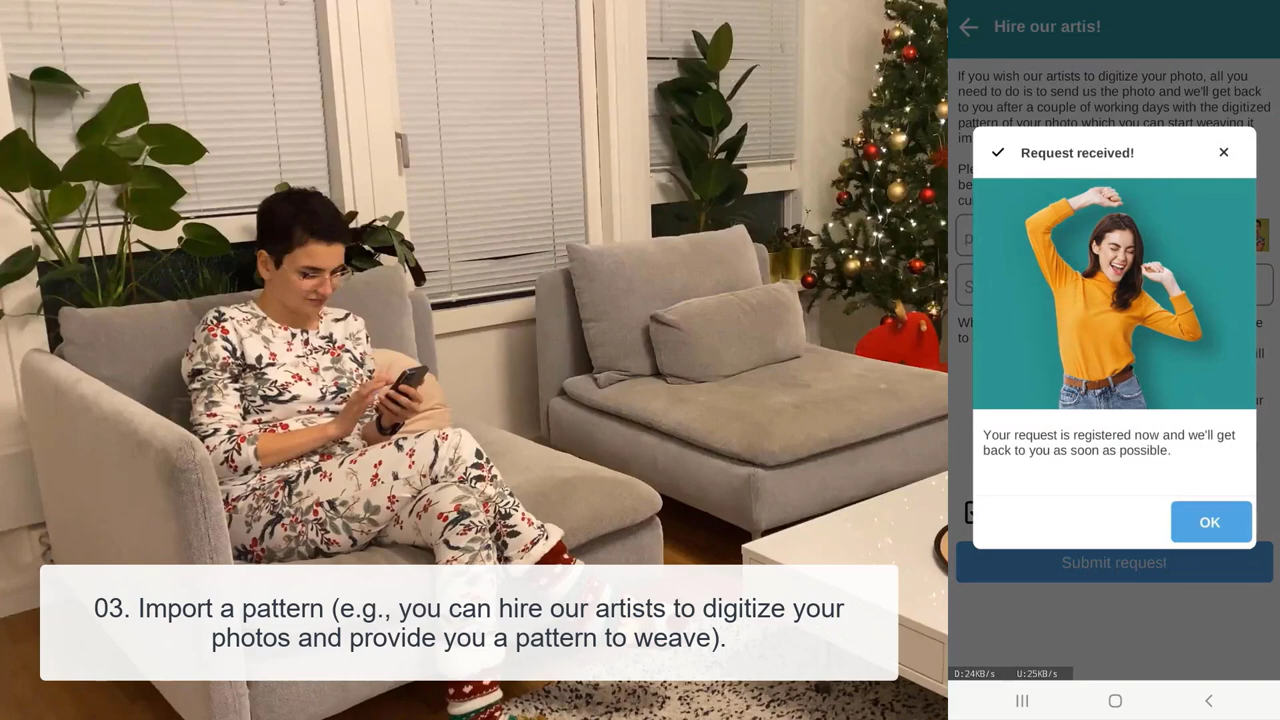 Hire our artis!
If you wish our artists to digitize your photo, all you
need to do is to send us the photo and we'll get back
to you after a couple of working days with the digitized
pattern of your photo which you can start weaving it
Request received!
Your request is registered now and we'll get
back to you as soon as possible.
OK
Submit request
03. Import a pattern (e.g., you can hire our artists to digitize your
photos and provide you a pattern to weave).
D:24KB/s U:25KB/s